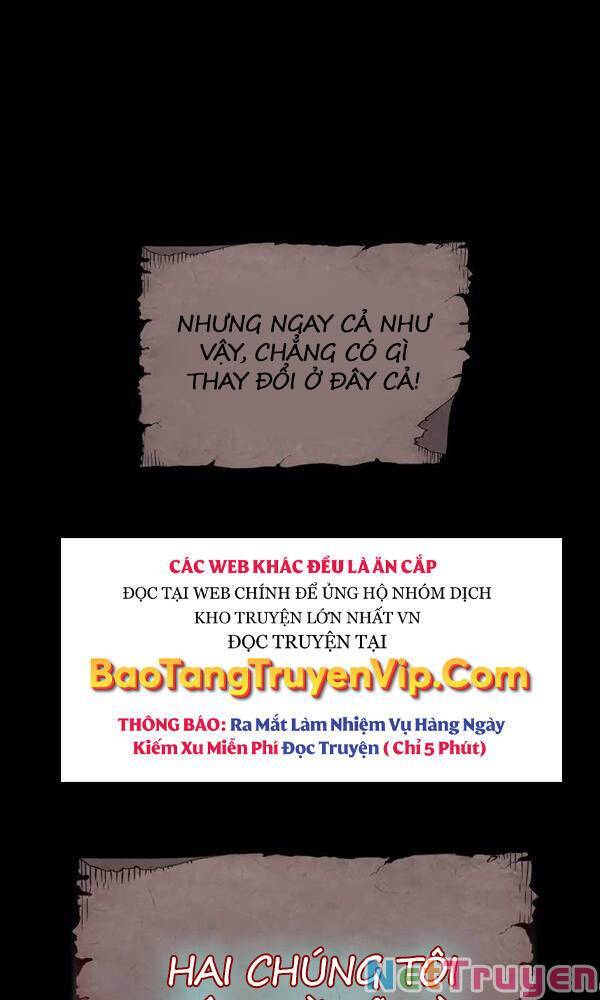 NHƯNG NGAY CẢ NHƯ
VẬY, CHẲNG CÓ GÌ
THAY ĐỔI Ở ĐÂY CẢ!
CÁC WEB KHÁC ĐỀU LÀ ĂN CẮP
ĐỌC TẠI WEB CHÍNH ĐỂ ỦNG HỘ NHÓM DỊCH
KHO TRUYỆN LỚN NHẤT VN
ĐỌC TRUYỆN TẠI
BaoTangTruyenVip.Com
THÔNG BÁO: Ra Mắt Làm Nhiệm Vụ Hàng Ngày
Kiếm Xu Miễn Phí Đọc Truyện ( Chỉ 5 Phút)
HAI CHÚNG TÔI
NetTruyen